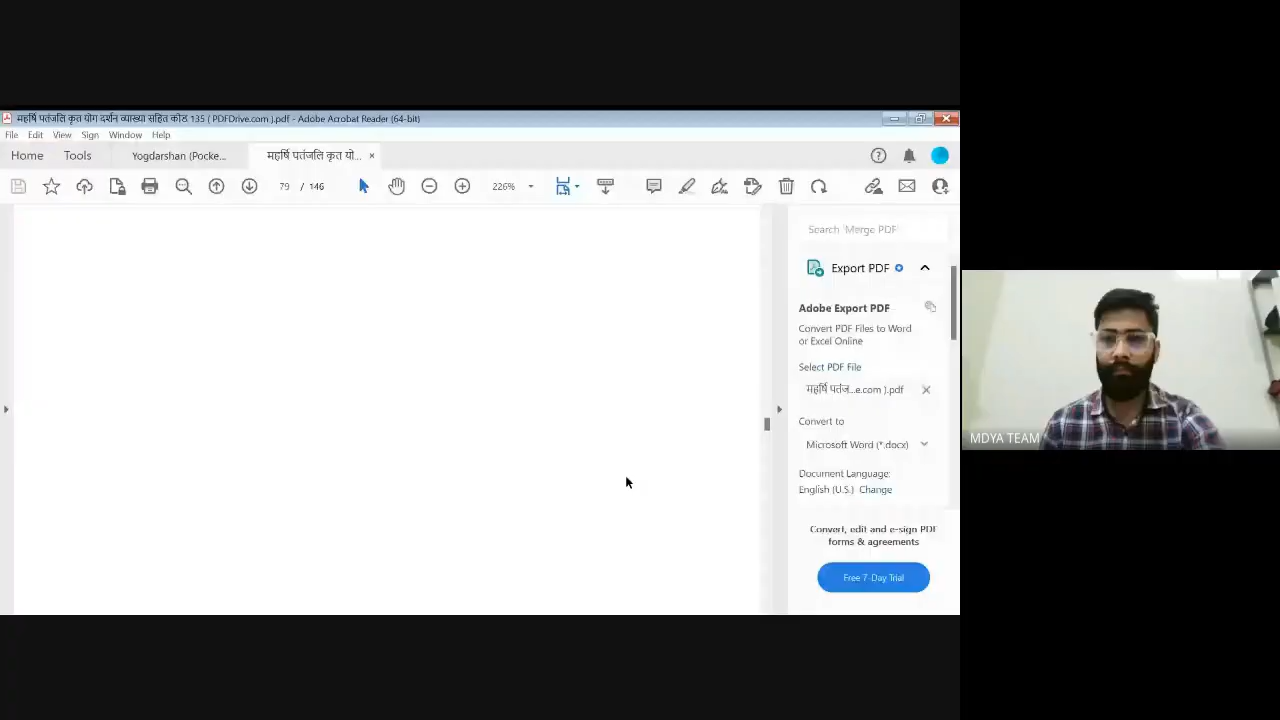 महर्षि पतंजलि कृत योग दर्शन व्याख्या सहित कोड 135 ( PDFDrive.com ).pdf - Adobe Acrobat Reader (64-bit)
File Edit View Sign Window Help
Home Tools Yogdarshan (Pocke... महर्षि पतंजलि कृत यो... ×
79 / 146 226%
Search 'Merge PDF'
Export PDF
Adobe Export PDF
Convert PDF Files to Word
or Excel Online
Select PDF File
महर्षि पतंज...e.com ).pdf
Convert to
Microsoft Word (*.docx)
Document Language:
English (U.S.) Change
Convert, edit and e-sign PDF
forms & agreements
Free 7-Day Trial
MDYA TEAM